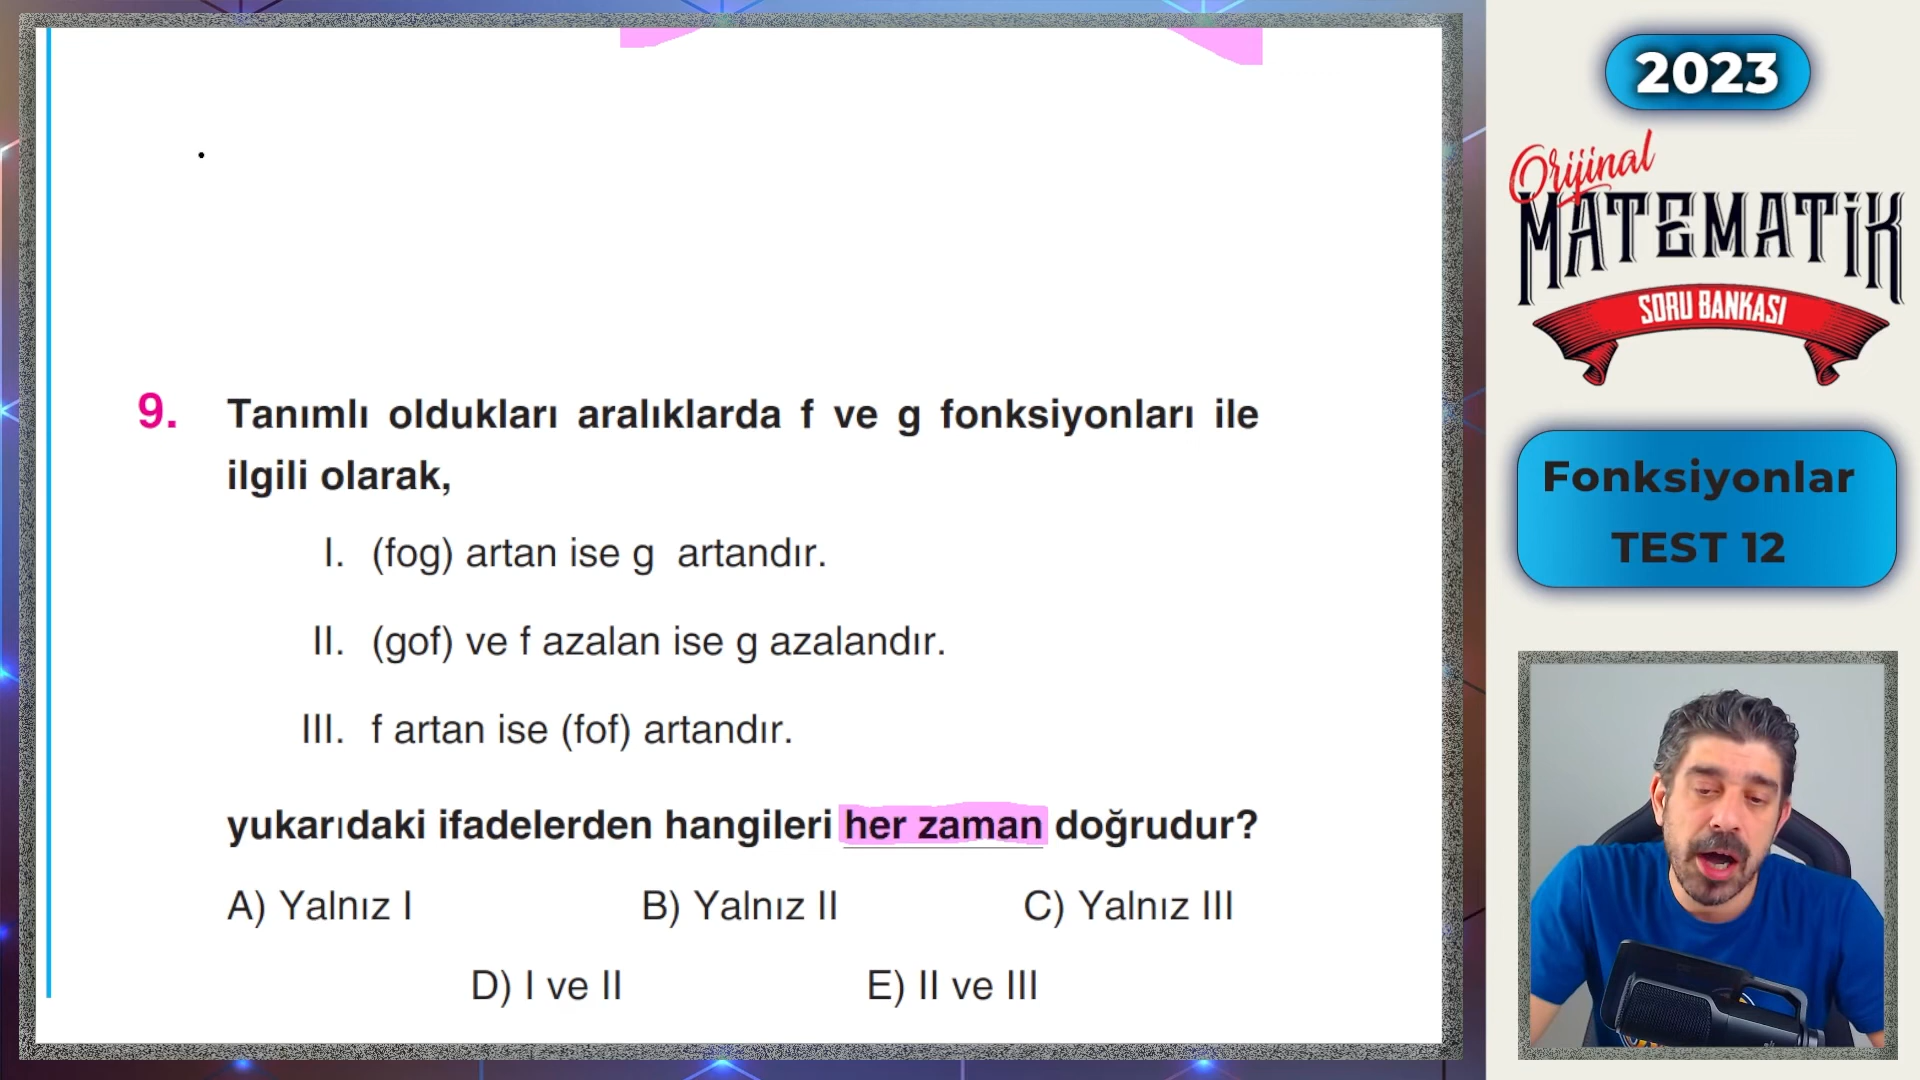 9. Tanımlı oldukları aralıklarda f ve g fonksiyonları ile
ilgili olarak,
I. (fog) artan ise g artandır.
II. (gof) ve f azalan ise g azalandır.
III. f artan ise (fof) artandır.
yukarıdaki ifadelerden hangileri her zaman doğrudur?
A) Yalnız I B) Yalnız II C) Yalnız III
D) I ve II E) II ve III
2023
Orijinal
MATEMATİK
SORU BANKASI
Fonksiyonlar
TEST 12